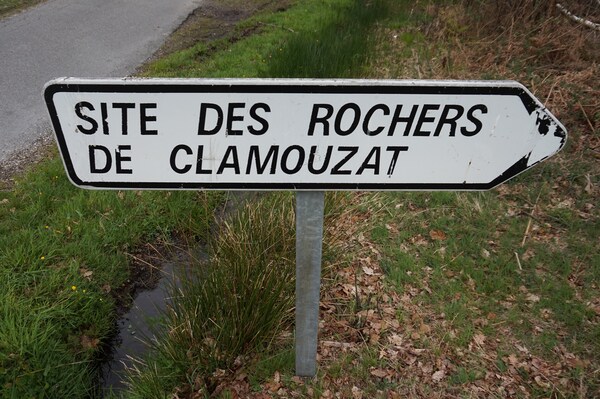 SITE DES ROCHERS
DE CLAMOUZAT